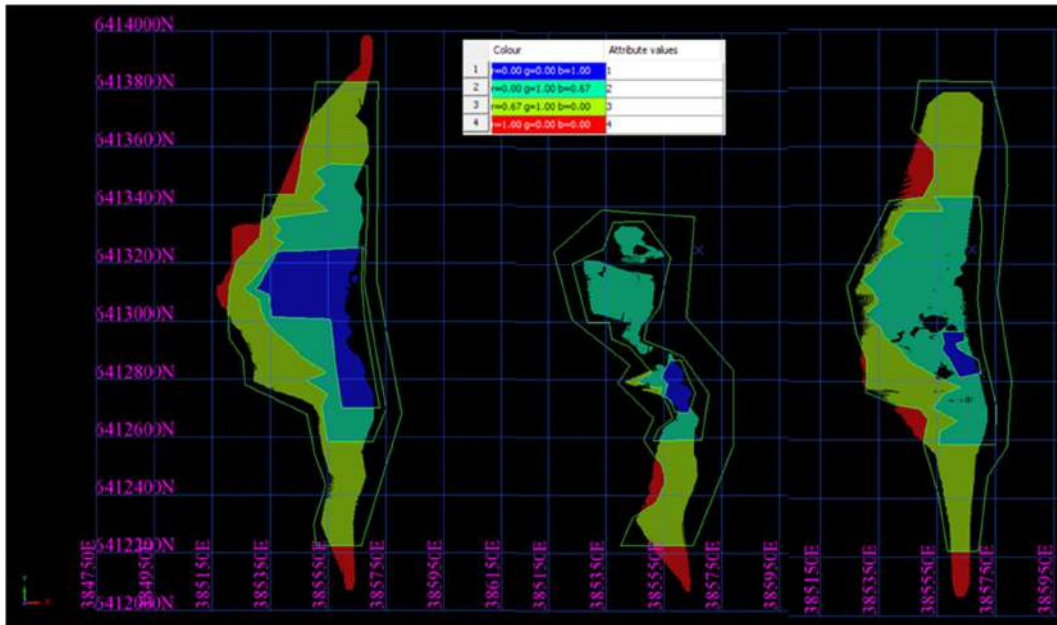 6414000N
6413800N
6413600N
6413400N
6413200N
6413000N
6412800N
6412600N
6412400N
6412200N
6412000N
Colour Attribute values
1 r=0.00 g=0.00 b=1.00 1
2 r=0.00 g=1.00 b=0.67 2
3 r=0.67 g=1.00 b=0.00 3
4 r=1.00 g=0.00 b=0.00 4
384750E
384950E
385150E
385350E
385550E
385750E
385950E
386150E
385150E
385350E
385550E
385750E
385950E
385150E
385350E
385550E
385750E
385950E